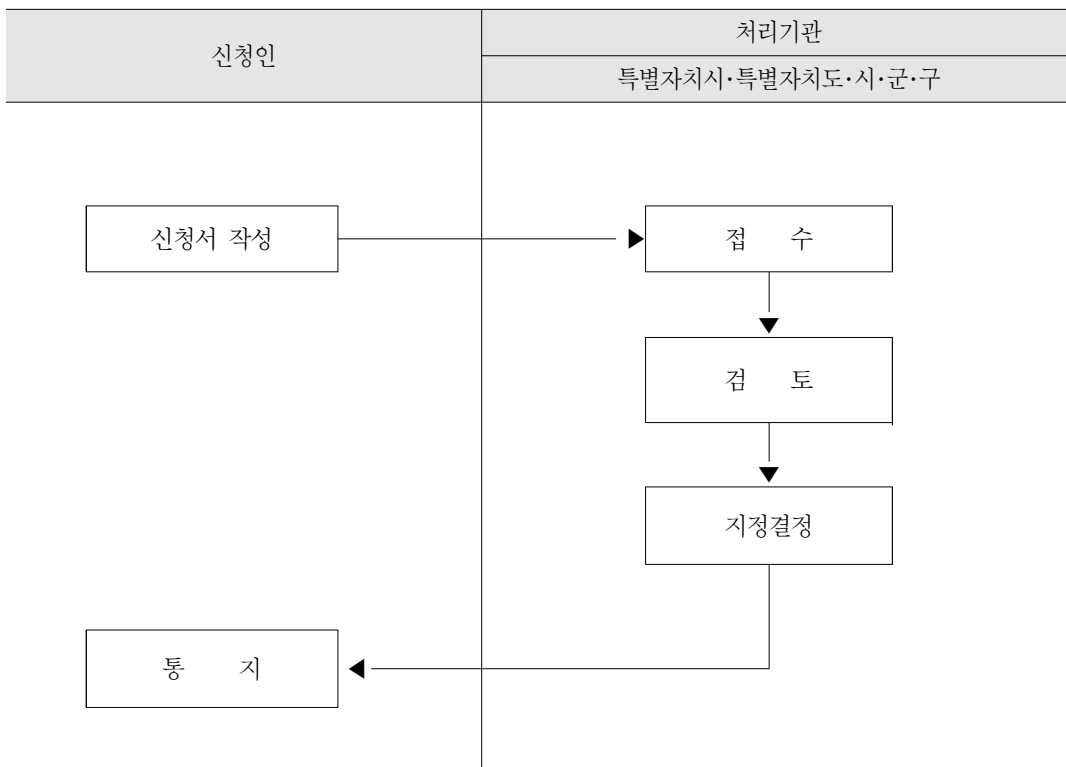 신청인
처리기관
특별자치시·특별자치도·시·군·구
신청서 작성
접 수
검 토
지정결정
통 지